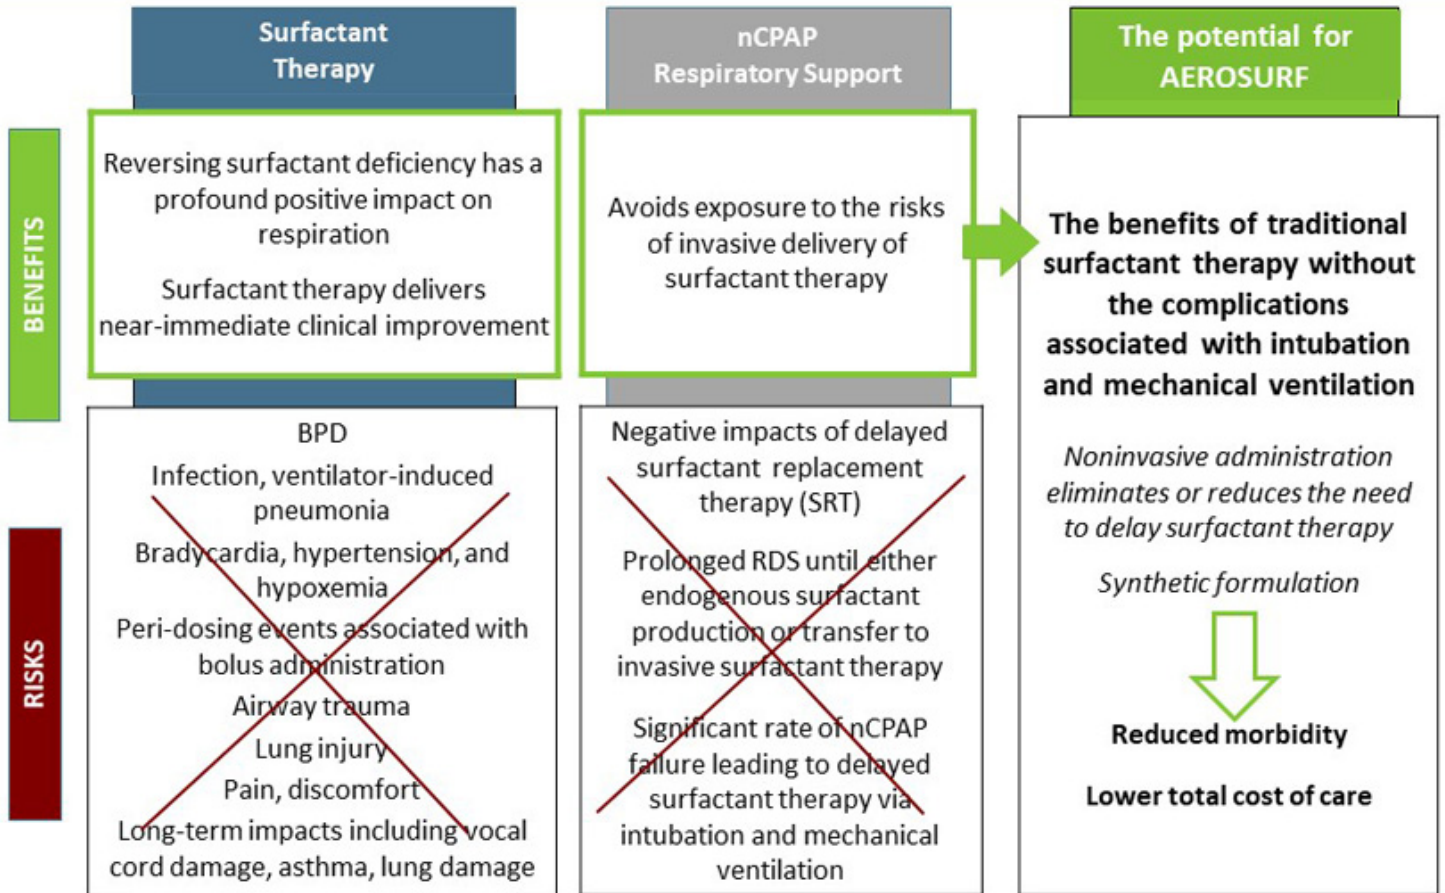 Surfactant
Therapy
nCPAP
Respiratory Support
The potential for
AEROSURF
BENEFITS
Reversing surfactant deficiency has a
profound positive impact on
respiration
Surfactant therapy delivers
near-immediate clinical improvement
Avoids exposure to the risks
of invasive delivery of
surfactant therapy
The benefits of traditional
surfactant therapy without
the complications
associated with intubation
and mechanical ventilation
Noninvasive administration
eliminates or reduces the need
to delay surfactant therapy
Synthetic formulation
Reduced morbidity
Lower total cost of care
RISKS
BPD
Infection, ventilator-induced
pneumonia
Bradycardia, hypertension, and
hypoxemia
Peri-dosing events associated with
bolus administration
Airway trauma
Lung injury
Pain, discomfort
Long-term impacts including vocal
cord damage, asthma, lung damage
Negative impacts of delayed
surfactant replacement
therapy (SRT)
Prolonged RDS until either
endogenous surfactant
production or transfer to
invasive surfactant therapy
Significant rate of nCPAP
failure leading to delayed
surfactant therapy via
intubation and mechanical
ventilation